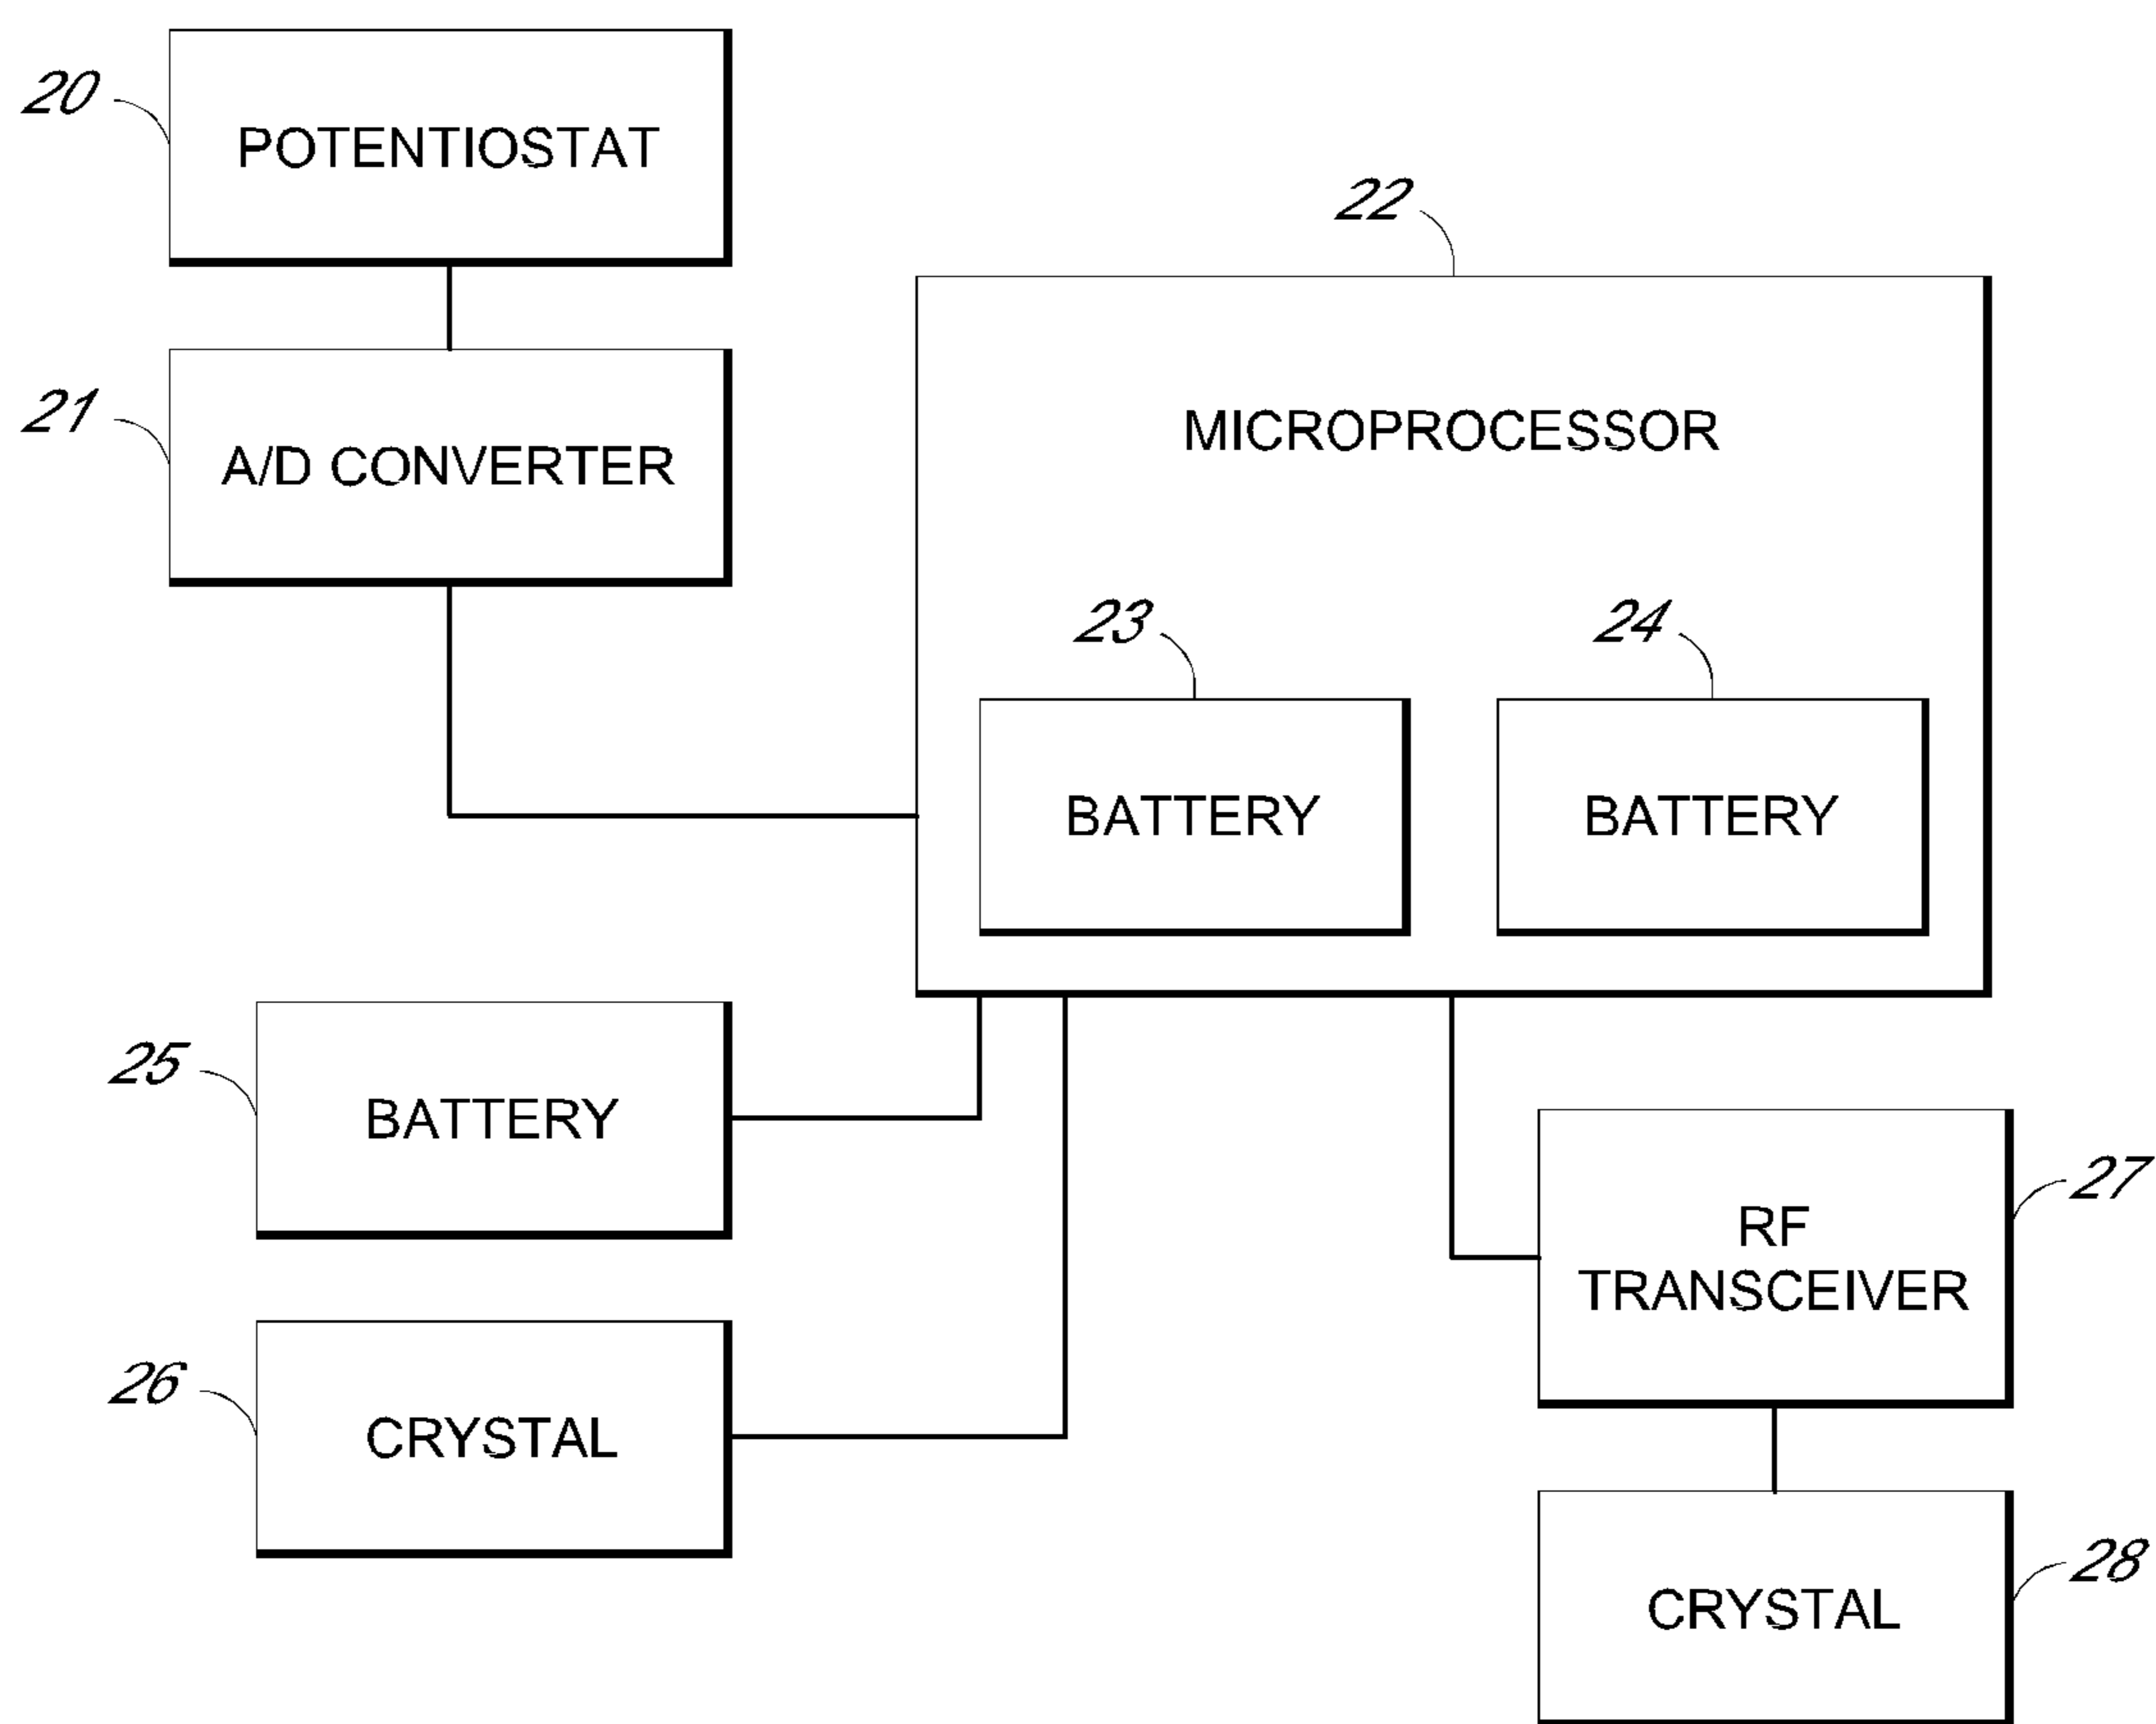 20
POTENTIOSTAT
21
A/D CONVERTER
22
MICROPROCESSOR
23
BATTERY
24
BATTERY
25
BATTERY
26
CRYSTAL
27
RF
TRANSCEIVER
28
CRYSTAL